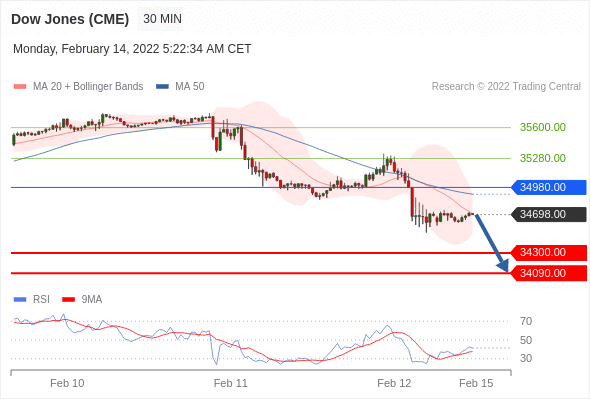 Dow Jones (CME) 30 MIN
Monday, February 14, 2022 5:22:34 AM CET
MA 20 + Bollinger Bands MA 50 Research © 2022 Trading Central
35600.00
35280.00
34980.00
34698.00
34300.00
34090.00
RSI 9MA
70
50
30
Feb 10 Feb 11 Feb 12 Feb 15